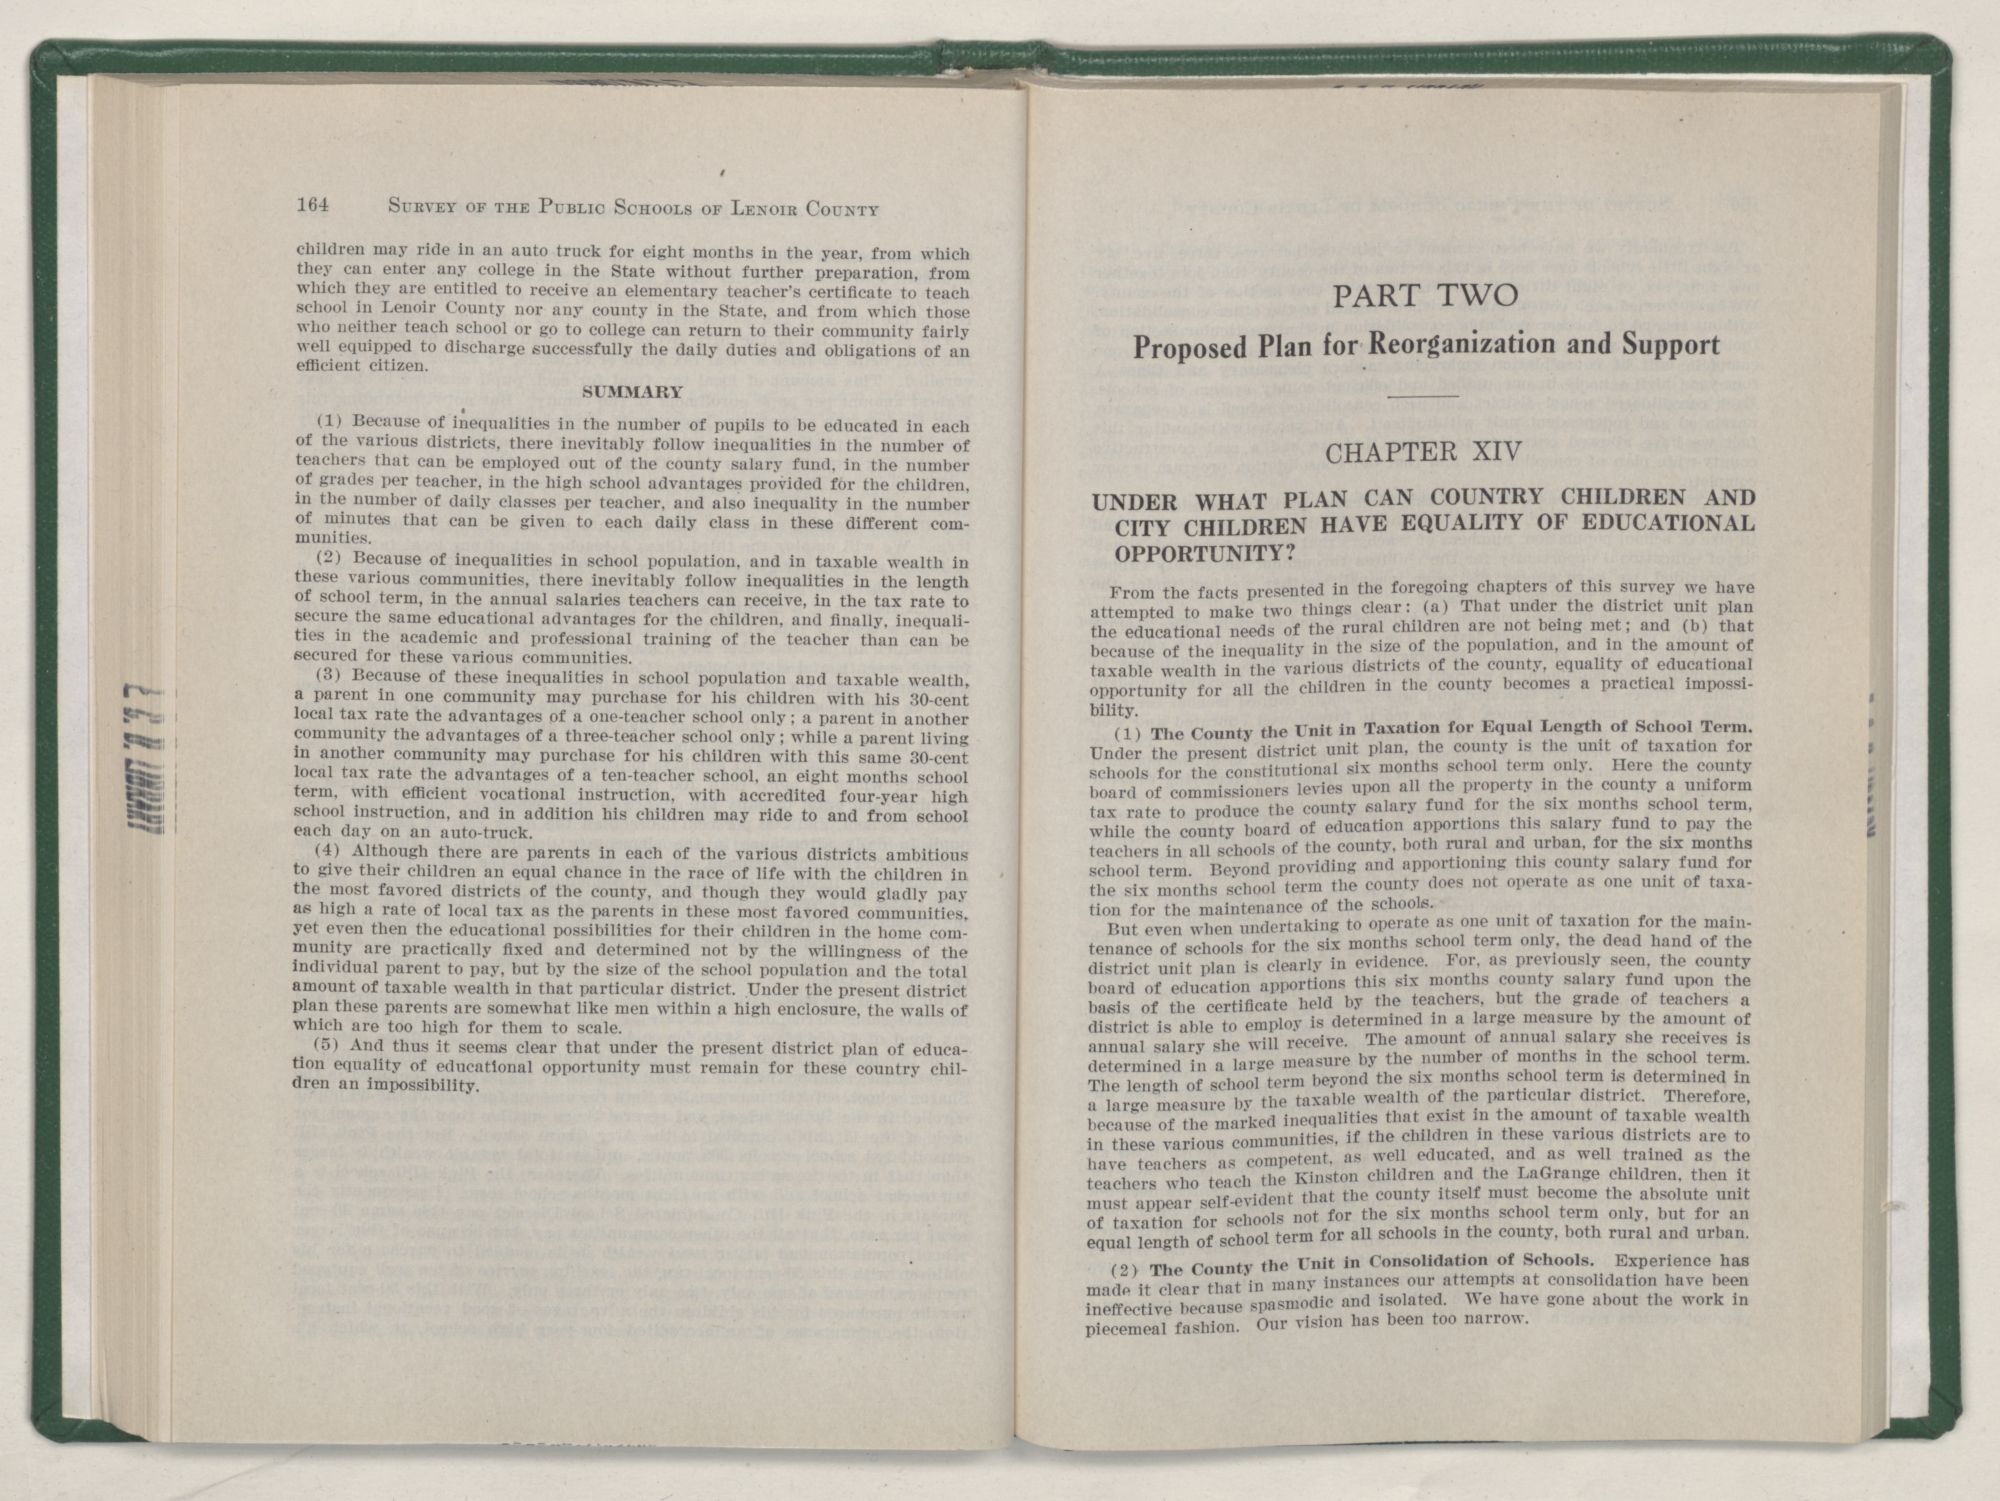 164 SURVEY OF THE PUBLIC SCHOOLS OF LENOIR COUNTY
children may ride in an auto truck for eight months in the year, from which
they can enter any college in the State without further preparation, from
which they are entitled to receive an elementary teacher's certificate to teach
school in Lenoir County nor any county in the State, and from which those
who neither teach school or go to college can return to their community fairly
well equipped to discharge successfully the daily duties and obligations of an
efficient citizen.
SUMMARY
(1) Because of inequalities in the number of pupils to be educated in each
of the various districts, there inevitably follow inequalities in the number of
teachers that can be employed out of the county salary fund, in the number
of grades per teacher, in the high school advantages provided for the children,
in the number of daily classes per teacher, and also inequality in the number
of minutes that can be given to each daily class in these different com-
munities.
(2) Because of inequalities in school population, and in taxable wealth in
these various communities, there inevitably follow inequalities in the length
of school term, in the annual salaries teachers can receive, in the tax rate to
secure the same educational advantages for the children, and finally, inequali-
ties in the academic and professional training of the teacher than can be
secured for these various communities.
(3) Because of these inequalities in school population and taxable wealth,
a parent in one community may purchase for his children with his 30-cent
local tax rate the advantages of a one-teacher school only; a parent in another
community the advantages of a three-teacher school only; while a parent living
in another community may purchase for his children with this same 30-cent
local tax rate the advantages of a ten-teacher school, an eight months school
term, with efficient vocational instruction, with accredited four-year high
school instruction, and in addition his children may ride to and from school
each day on an auto-truck.
(4) Although there are parents in each of the various districts ambitious
to give their children an equal chance in the race of life with the children in
the most favored districts of the county, and though they would gladly pay
as high a rate of local tax as the parents in these most favored communities,
yet even then the educational possibilities for their children in the home com-
munity are practically fixed and determined not by the willingness of the
individual parent to pay, but by the size of the school population and the total
amount of taxable wealth in that particular district. Under the present district
plan these parents are somewhat like men within a high enclosure, the walls of
which are too high for them to scale.
(5) And thus it seems clear that under the present district plan of educa-
tion equality of educational opportunity must remain for these country chil-
dren an impossibility.
PART TWO
Proposed Plan for Reorganization and Support
CHAPTER XIV
UNDER WHAT PLAN CAN COUNTRY CHILDREN AND
CITY CHILDREN HAVE EQUALITY OF EDUCATIONAL
OPPORTUNITY?
From the facts presented in the foregoing chapters of this survey we have
attempted to make two things clear: (a) That under the district unit plan
the educational needs of the rural children are not being met; and (b) that
because of the inequality in the size of the population, and in the amount of
taxable wealth in the various districts of the county, equality of educational
opportunity for all the children in the county becomes a practical impossi-
bility.
(1) The County the Unit in Taxation for Equal Length of School Term.
Under the present district unit plan, the county is the unit of taxation for
schools for the constitutional six months school term only. Here the county
board of commissioners levies upon all the property in the county a uniform
tax rate to produce the county salary fund for the six months school term,
while the county board of education apportions this salary fund to pay the
teachers in all schools of the county, both rural and urban, for the six months
school term. Beyond providing and apportioning this county salary fund for
the six months school term the county does not operate as one unit of taxa-
tion for the maintenance of the schools.
But even when undertaking to operate as one unit of taxation for the main-
tenance of schools for the six months school term only, the dead hand of the
district unit plan is clearly in evidence. For, as previously seen, the county
board of education apportions this six months county salary fund upon the
basis of the certificate held by the teachers, but the grade of teachers a
district is able to employ is determined in a large measure by the amount of
annual salary she will receive. The amount of annual salary she receives is
determined in a large measure by the number of months in the school term.
The length of school term beyond the six months school term is determined in
a large measure by the taxable wealth of the particular district. Therefore,
because of the marked inequalities that exist in the amount of taxable wealth
in these various communities, if the children in these various districts are to
have teachers as competent, as well educated, and as well trained as the
teachers who teach the Kinston children and the LaGrange children, then it
must appear self-evident that the county itself must become the absolute unit
of taxation for schools not for the six months school term only, but for an
equal length of school term for all schools in the county, both rural and urban.
(2) The County the Unit in Consolidation of Schools. Experience has
made it clear that in many instances our attempts at consolidation have been
ineffective because spasmodic and isolated. We have gone about the work in
piecemeal fashion. Our vision has been too narrow.